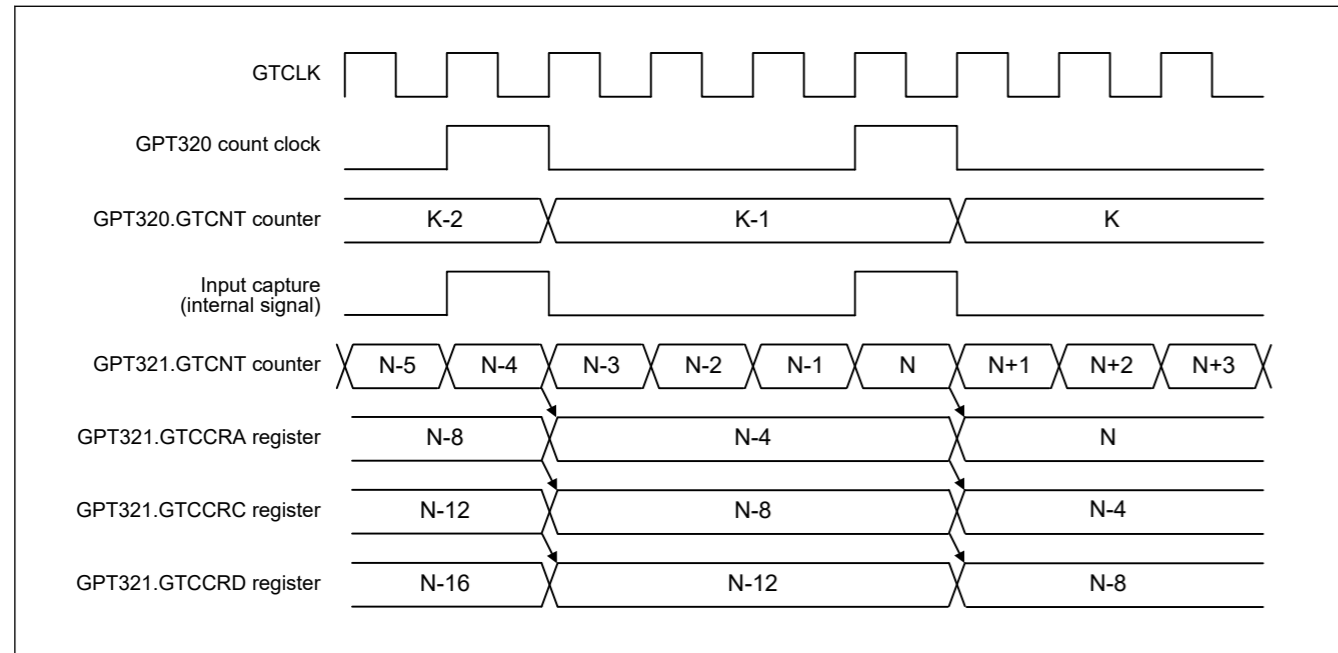 GTCLK
GPT320 count clock
GPT320.GTCNT counter K-2 K-1 K
Input capture
(internal signal)
GPT321.GTCNT counter N-5 N-4 N-3 N-2 N-1 N N+1 N+2 N+3
GPT321.GTCCRA register N-8 N-4 N
GPT321.GTCCRC register N-12 N-8 N-4
GPT321.GTCCRD register N-16 N-12 N-8